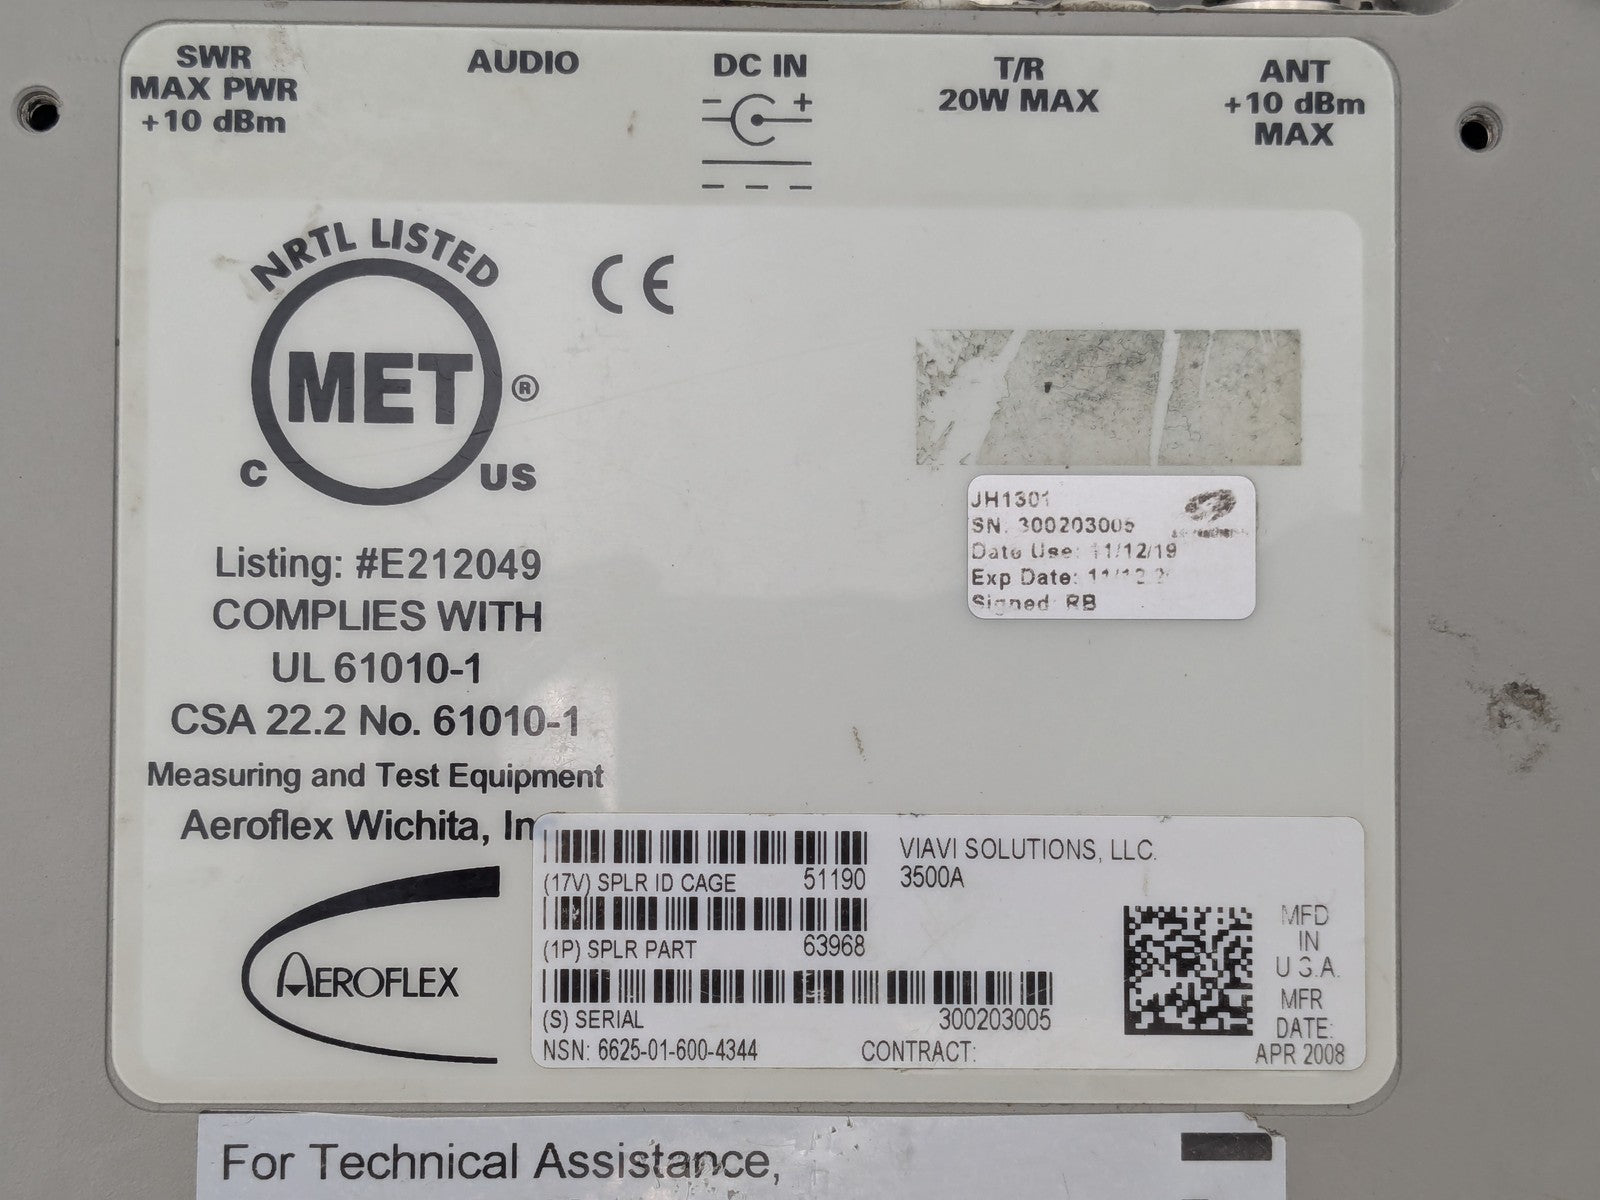 SWR
MAX PWR
+10 dBm
AUDIO
DC IN
- +
T/R
20W MAX
ANT
+10 dBm
MAX
NRTL LISTED
MET ®
C US
CE
Listing: #E212049
COMPLIES WITH
UL 61010-1
CSA 22.2 No. 61010-1
Measuring and Test Equipment
Aeroflex Wichita, In
AEROFLEX
JH1301
SN: 300203005
Date Use: 11/12/19
Exp Date:
Signed: RB
(17V) SPLR ID CAGE 51190
(1P) SPLR PART 63968
(S) SERIAL 300203005
NSN: 6625-01-600-4344 CONTRACT:
VIAVI SOLUTIONS, LLC.
3500A
MFD
IN
U.S.A.
MFR
DATE:
APR 2008
For Technical Assistance,